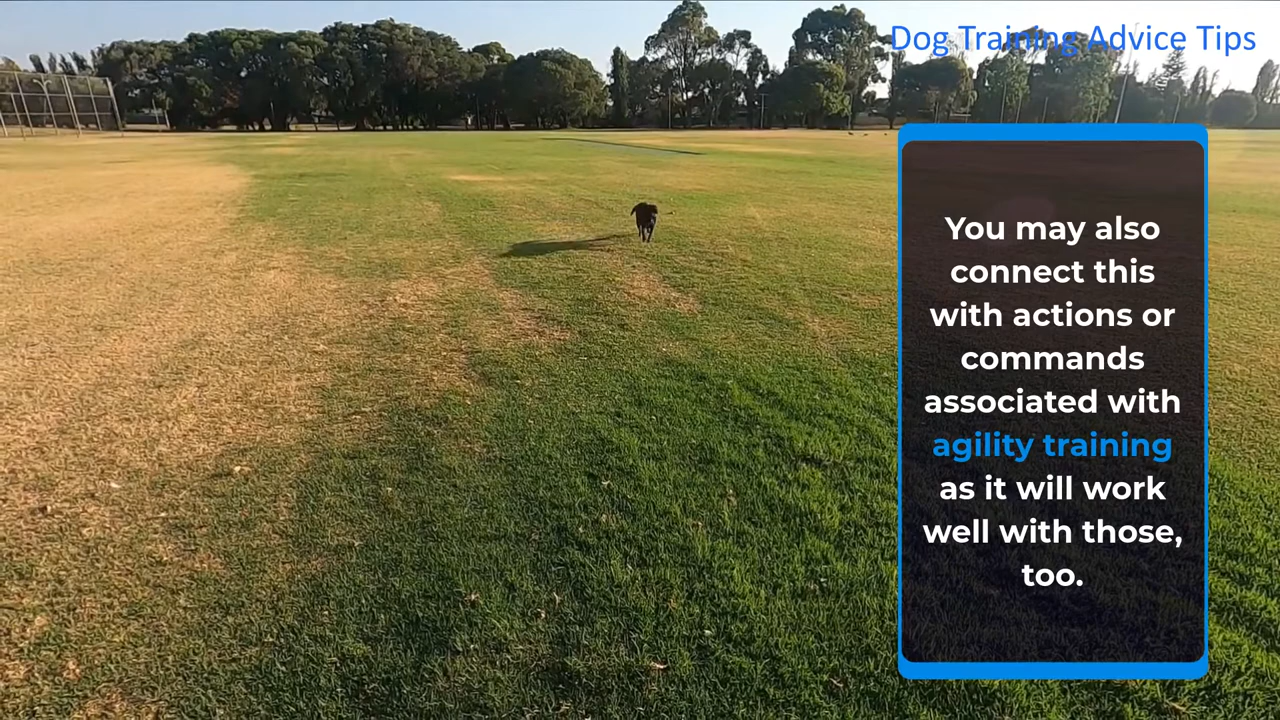 Dog Training Advice Tips
You may also
connect this
with actions or
commands
associated with
agility training
as it will work
well with those,
too.